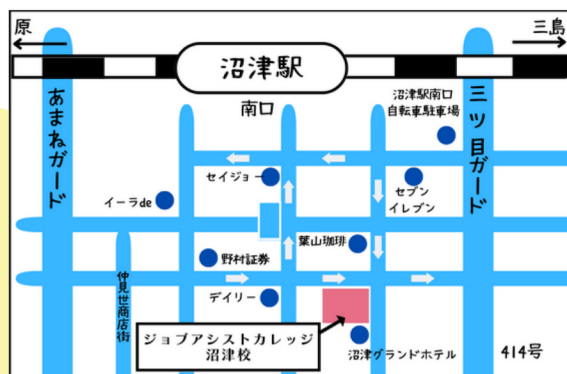 原
三島
沼津駅
南口
沼津駅南口
自転車駐車場
あまねガード
三ツ目ガード
セイジョー
セブン
イレブン
イーラde
葉山珈琲
野村証券
仲見世商店街
デイリー
ジョブアシストカレッジ
沼津校
沼津グランドホテル
414号